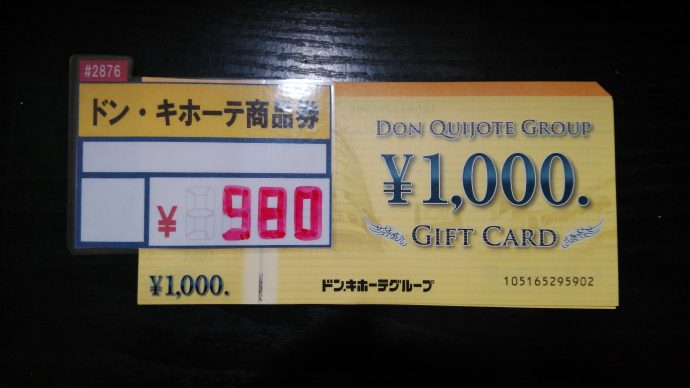 #2876
ドン・キホーテ商品券
¥ 980
DON QUIJOTE GROUP
¥1,000.
GIFT CARD
¥1,000.
ドン.キホーテグループ
105165295902